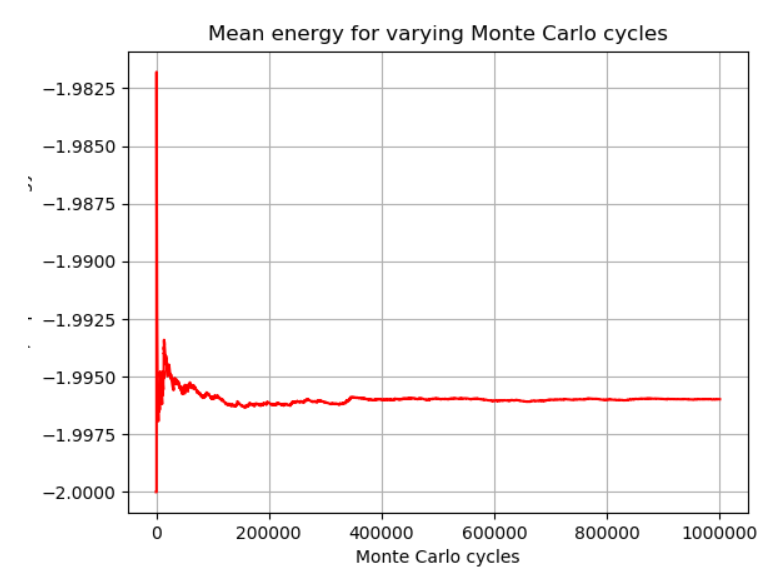 Mean energy for varying Monte Carlo cycles
−1.9825
−1.9850
−1.9875
−1.9900
−1.9925
−1.9950
−1.9975
−2.0000
0 200000 400000 600000 800000 1000000
Monte Carlo cycles